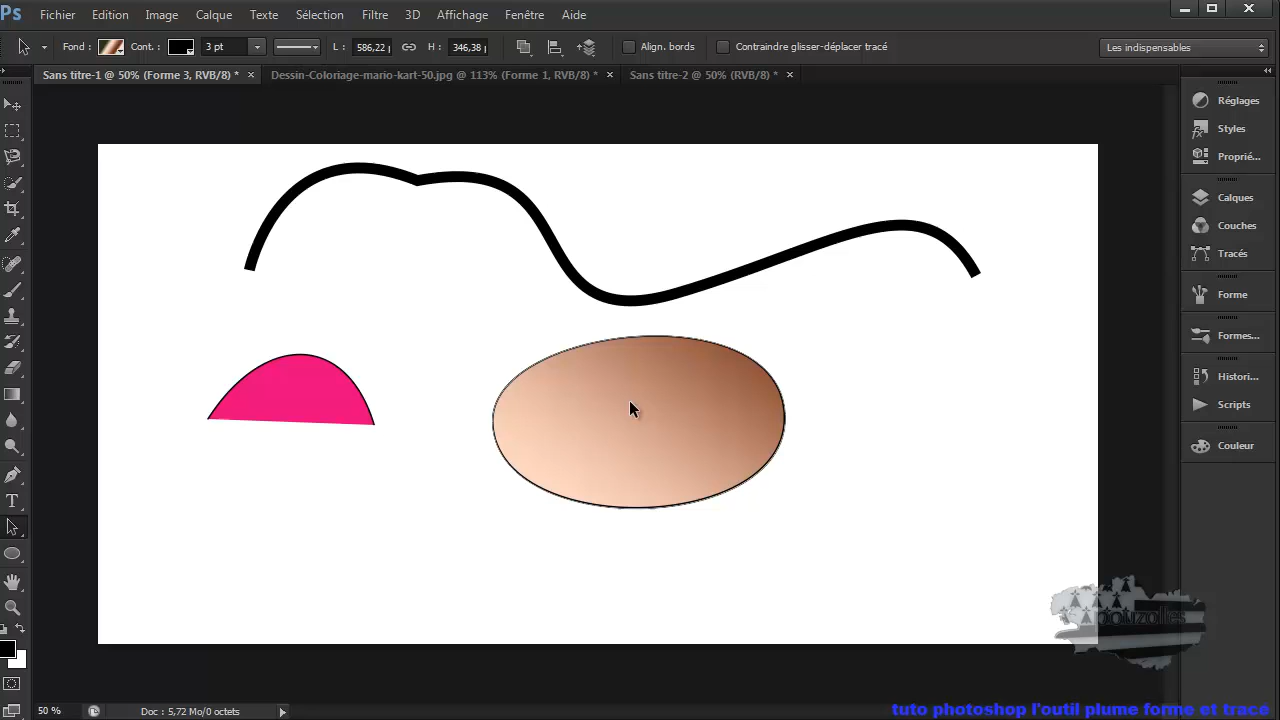 Ps Fichier Edition Image Calque Texte Sélection Filtre 3D Affichage Fenêtre Aide
Fond : Cont. : 3 pt L : 586,22 H : 346,38 Align. bords Contraindre glisser-déplacer tracé Les indispensables
Sans titre-1 @ 50% (Forme 3, RVB/8) * Dessin-Coloriage-mario-kart-50.jpg @ 113% (Forme 1, RVB/8) * Sans titre-2 @ 50% (RVB/8) *
Réglages
Styles
Proprié...
Calques
Couches
Tracés
Forme
Formes...
Histori...
Scripts
Couleur
50 % Doc : 5,72 Mo/0 octets
tuto photoshop l'outil plume forme et tracé